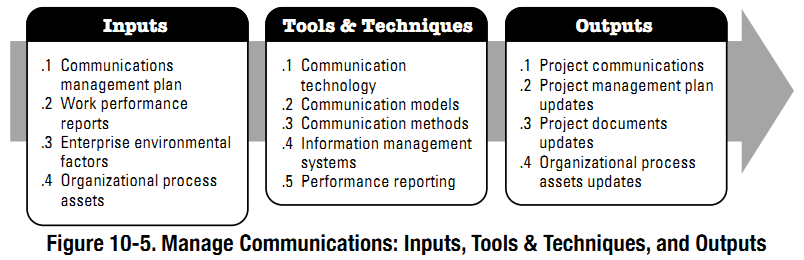 Inputs
.1 Communications
management plan
.2 Work performance
reports
.3 Enterprise environmental
factors
.4 Organizational process
assets
Tools & Techniques
.1 Communication
technology
.2 Communication models
.3 Communication methods
.4 Information management
systems
.5 Performance reporting
Outputs
.1 Project communications
.2 Project management plan
updates
.3 Project documents
updates
.4 Organizational process
assets updates
Figure 10-5. Manage Communications: Inputs, Tools & Techniques, and Outputs